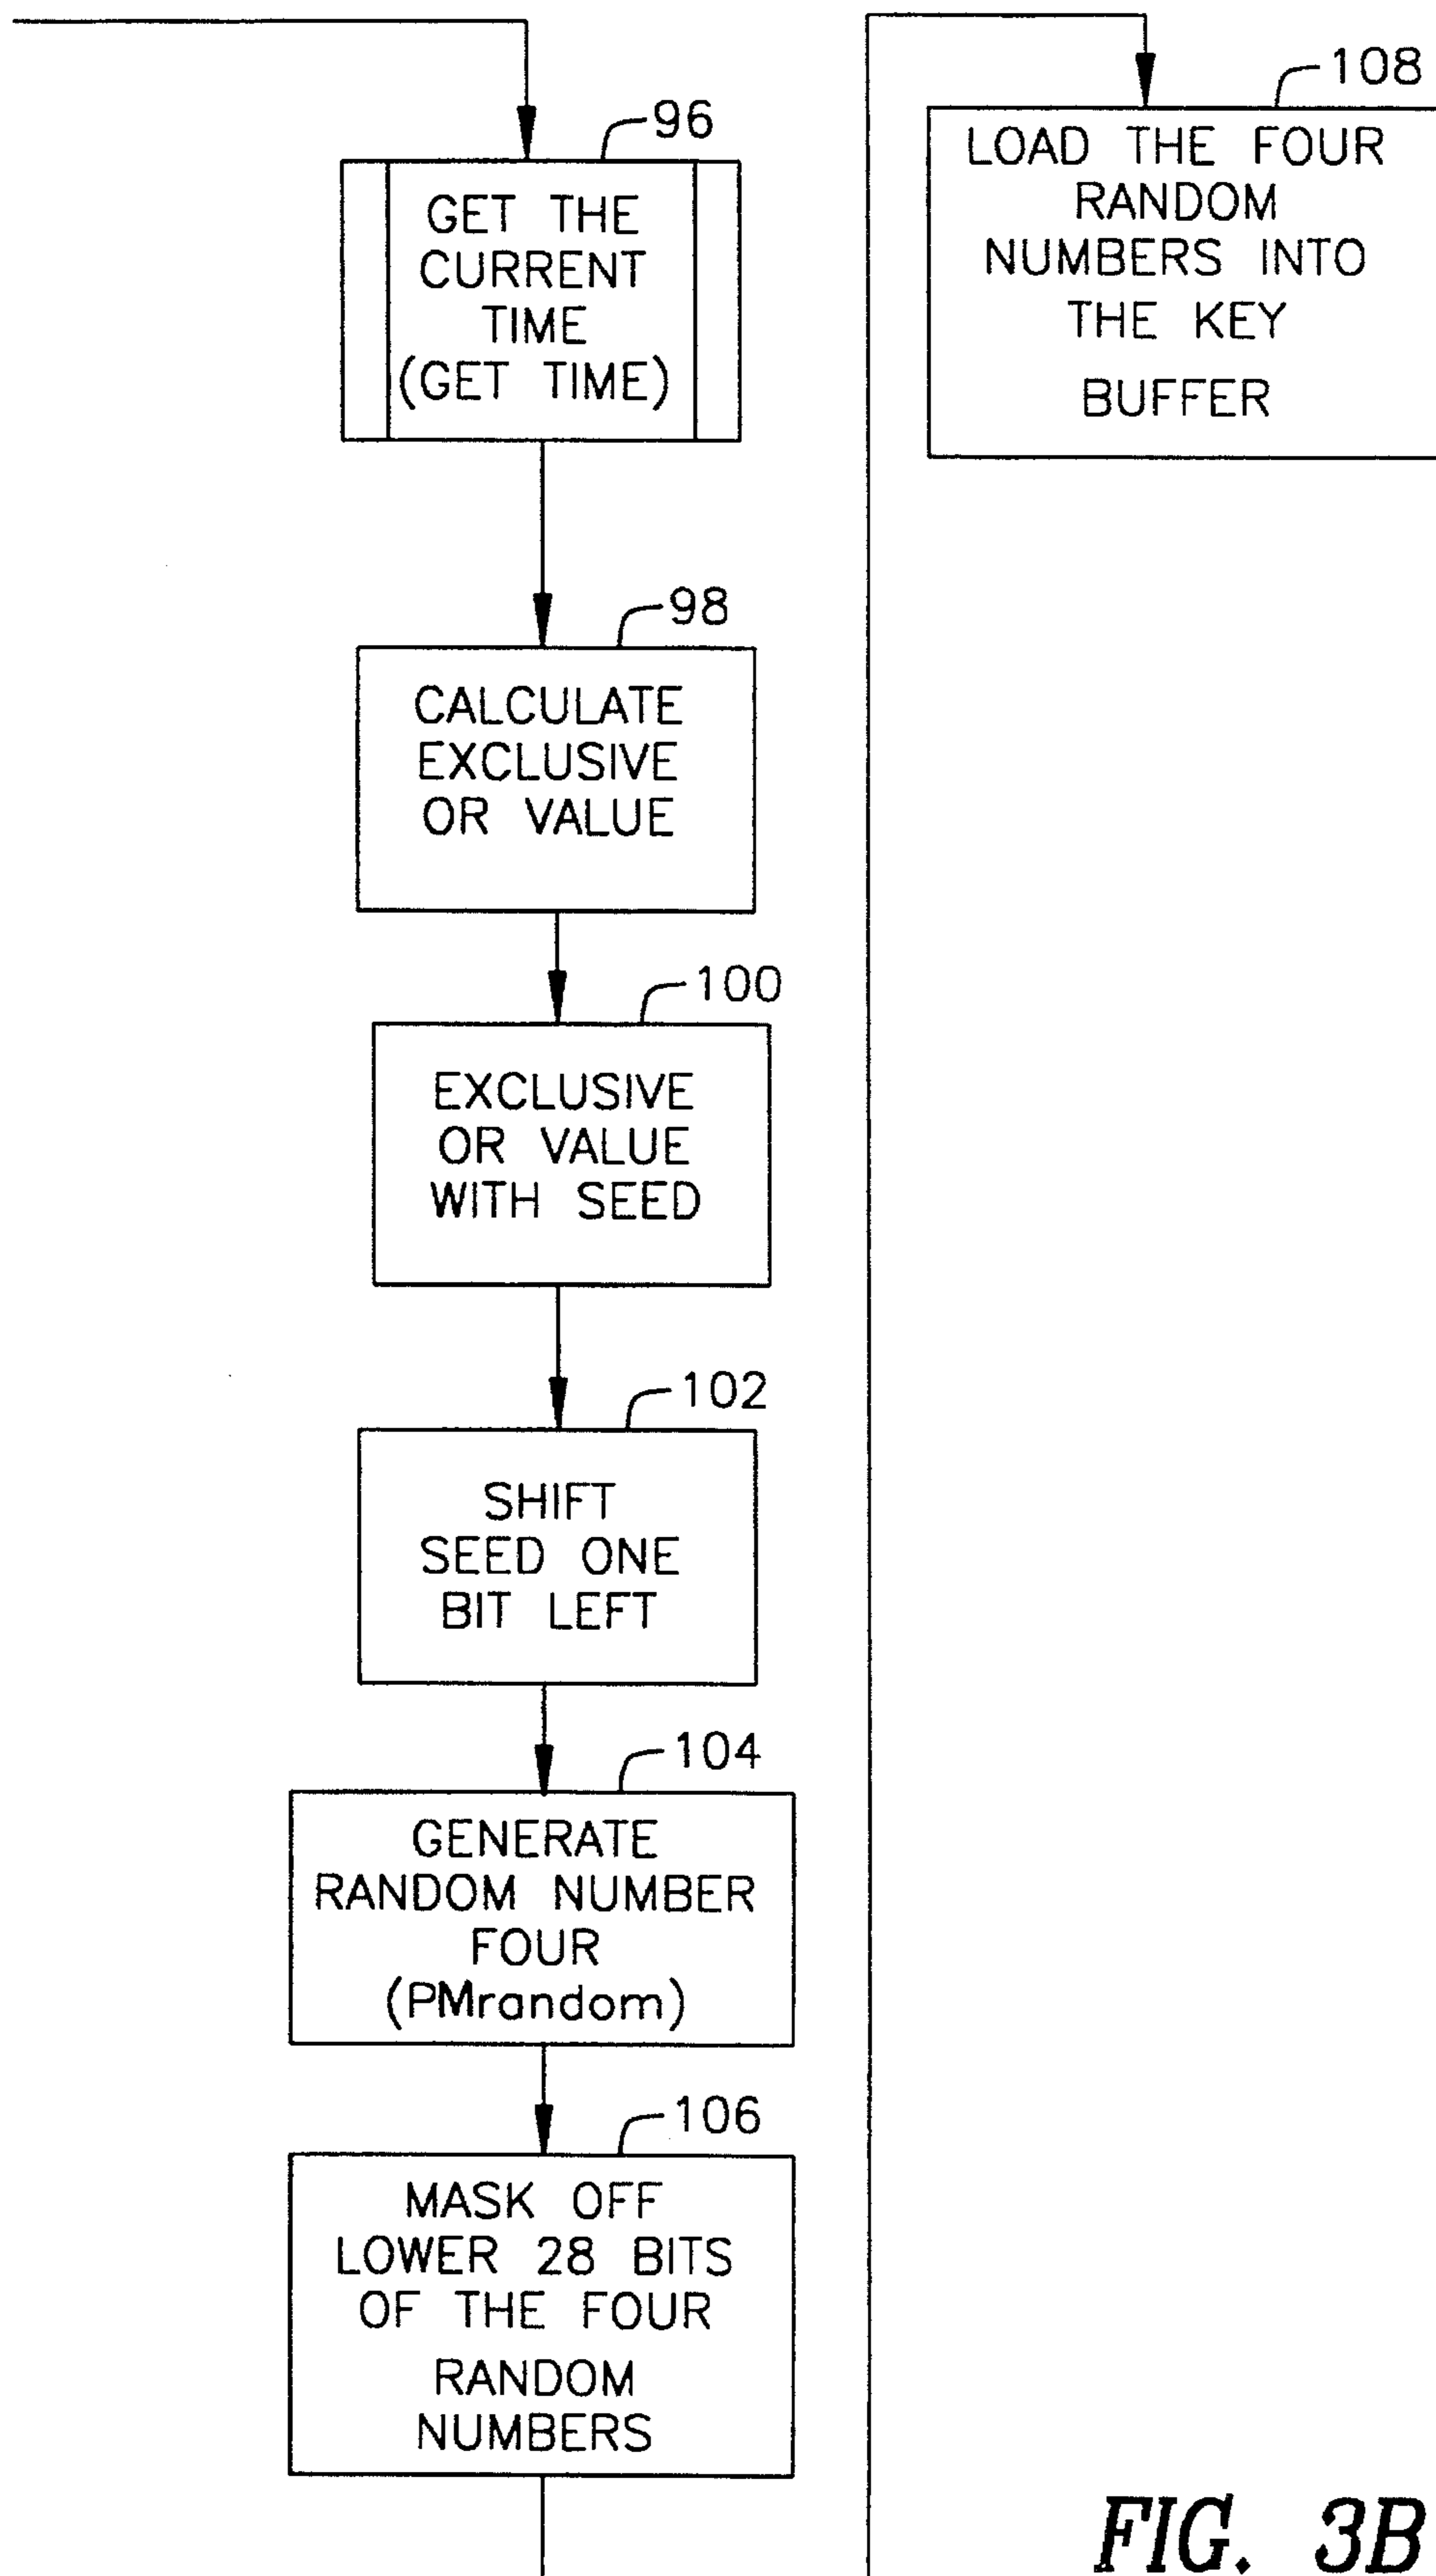 96
GET THE
CURRENT
TIME
(GET TIME)
98
CALCULATE
EXCLUSIVE
OR VALUE
100
EXCLUSIVE
OR VALUE
WITH SEED
102
SHIFT
SEED ONE
BIT LEFT
104
GENERATE
RANDOM NUMBER
FOUR
(PMrandom)
106
MASK OFF
LOWER 28 BITS
OF THE FOUR
RANDOM
NUMBERS
108
LOAD THE FOUR
RANDOM
NUMBERS INTO
THE KEY
BUFFER
FIG. 3B